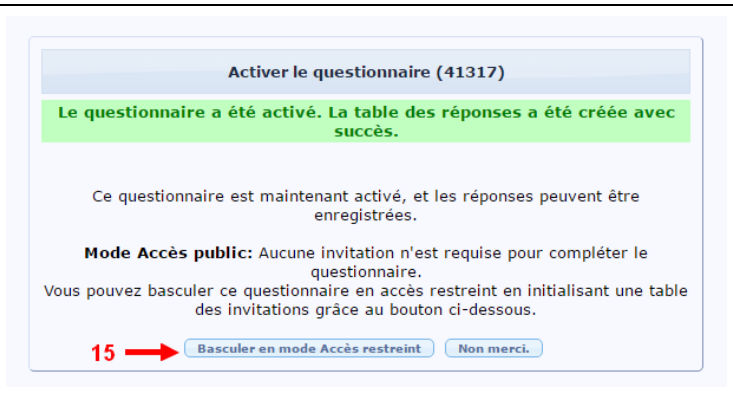 Activer le questionnaire (41317)
Le questionnaire a été activé. La table des réponses a été créée avec
succès.
Ce questionnaire est maintenant activé, et les réponses peuvent être
enregistrées.
Mode Accès public: Aucune invitation n'est requise pour compléter le
questionnaire.
Vous pouvez basculer ce questionnaire en accès restreint en initialisant une table
des invitations grâce au bouton ci-dessous.
15 Basculer en mode Accès restreint Non merci.